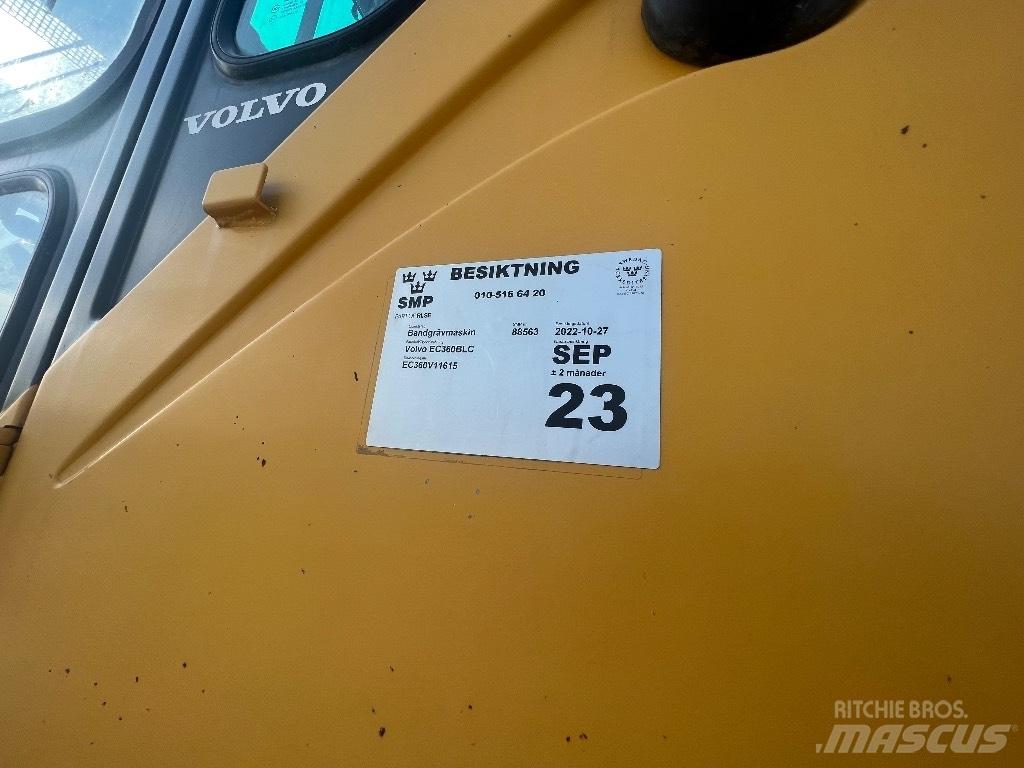 VOLVO
BESIKTNING
SMP
010-516 64 20
Bandgrävmaskin
88563
2022-10-27
Volvo EC360BLC
SEP
EC360V11615
± 2 månader
23
RITCHIE BROS.
MASCUS